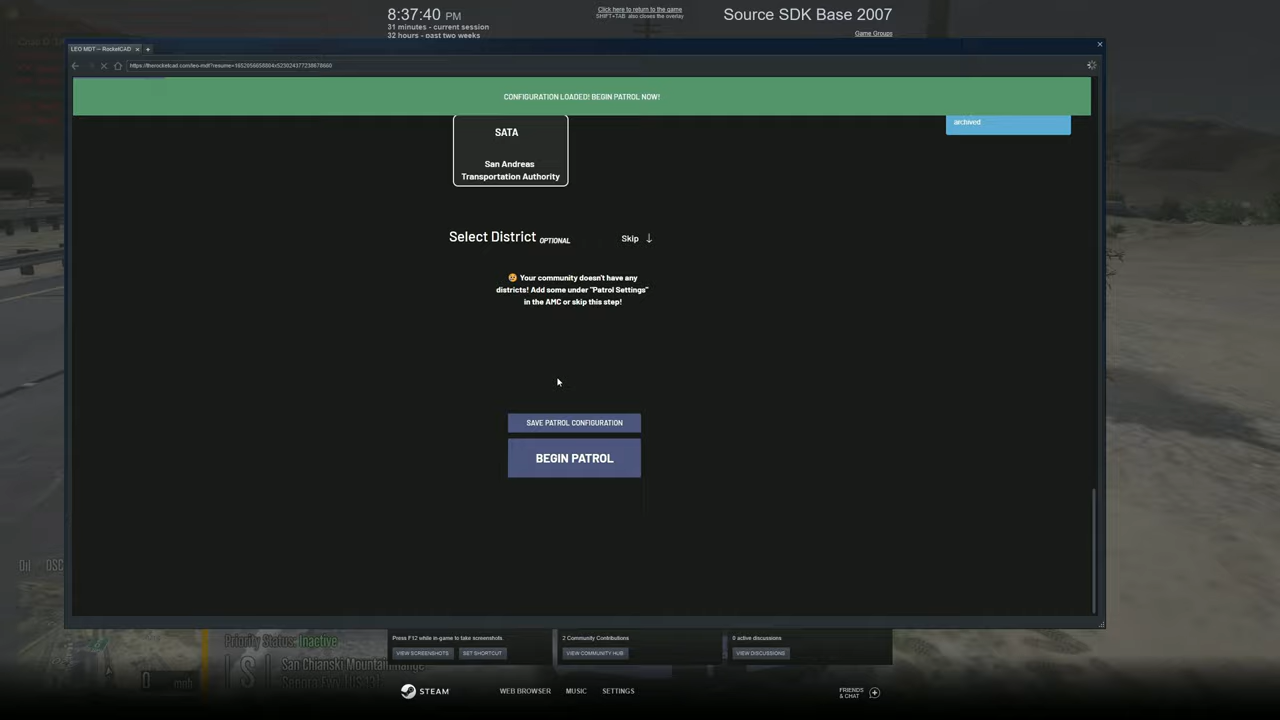 8:37:40 PM
31 minutes - current session
32 hours - past two weeks
Click here to return to the game
SHIFT+TAB also closes the overlay
Source SDK Base 2007
Game Groups
LEO MDT – RocketCAD
CONFIGURATION LOADED! BEGIN PATROL NOW!
archived
SATA
San Andreas
Transportation Authority
Select District OPTIONAL
Skip ↓
😢 Your community doesn't have any
districts! Add some under "Patrol Settings"
in the AMC or skip this step!
SAVE PATROL CONFIGURATION
BEGIN PATROL
Priority Status: Inactive
San Chianski Mountain Range
0 mph
|S|
Press F12 while in-game to take screenshots.
VIEW SCREENSHOTS
SET SHORTCUT
2 Community Contributions
VIEW COMMUNITY HUB
0 active discussions
VIEW DISCUSSIONS
STEAM
WEB BROWSER
MUSIC
SETTINGS
FRIENDS
& CHAT